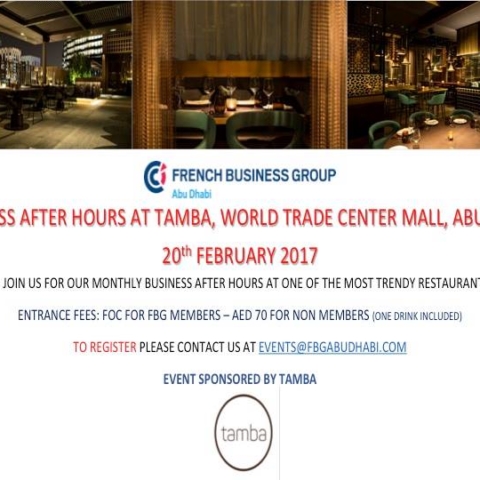 FRENCH BUSINESS GROUP
Abu Dhabi
SS AFTER HOURS AT TAMBA, WORLD TRADE CENTER MALL, ABU
20th FEBRUARY 2017
JOIN US FOR OUR MONTHLY BUSINESS AFTER HOURS AT ONE OF THE MOST TRENDY RESTAURANT
ENTRANCE FEES: FOC FOR FBG MEMBERS – AED 70 FOR NON MEMBERS (ONE DRINK INCLUDED)
TO REGISTER PLEASE CONTACT US AT EVENTS@FBGABUDHABI.COM
EVENT SPONSORED BY TAMBA
tamba